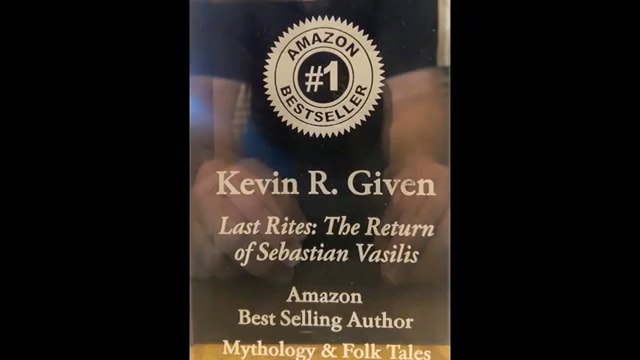 AMAZON
#1
BESTSELLER
Kevin R. Given
Last Rites: The Return
of Sebastian Vasilis
Amazon
Best Selling Author
Mythology & Folk Tales